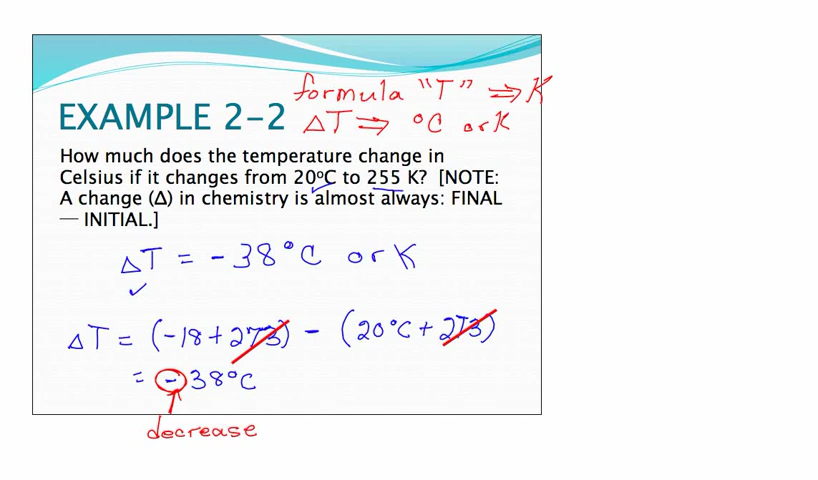 formula "T" ⇒ K
EXAMPLE 2-2
ΔT ⇒ °C or K
How much does the temperature change in
Celsius if it changes from 20°C to 255 K? [NOTE:
A change (Δ) in chemistry is almost always: FINAL
— INITIAL.]
ΔT = -38°C or K
ΔT = (-18+273) - (20°C+273)
= -38°C
decrease